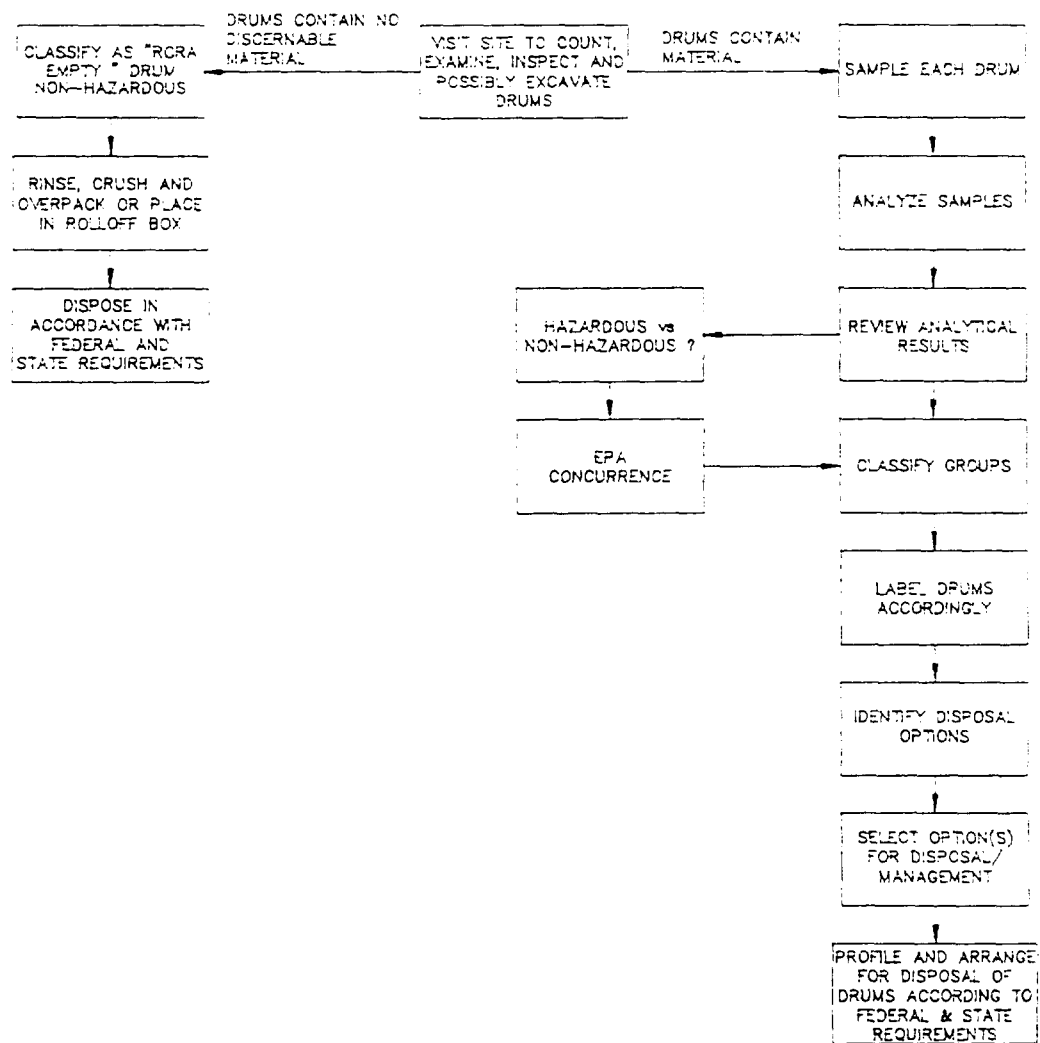 CLASSIFY AS "RCRA
EMPTY " DRUM
NON-HAZARDOUS
DRUMS CONTAIN NO
DISCERNABLE
MATERIAL
VISIT SITE TO COUNT,
EXAMINE, INSPECT AND
POSSIBLY EXCAVATE
DRUMS
DRUMS CONTAIN
MATERIAL
SAMPLE EACH DRUM
RINSE, CRUSH AND
OVERPACK OR PLACE
IN ROLLOFF BOX
ANALYZE SAMPLES
DISPOSE IN
ACCORDANCE WITH
FEDERAL AND
STATE REQUIREMENTS
HAZARDOUS vs
NON-HAZARDOUS ?
REVIEW ANALYTICAL
RESULTS
EPA
CONCURRENCE
CLASSIFY GROUPS
LABEL DRUMS
ACCORDINGLY
IDENTIFY DISPOSAL
OPTIONS
SELECT OPTION(S)
FOR DISPOSAL/
MANAGEMENT
PROFILE AND ARRANGE
FOR DISPOSAL OF
DRUMS ACCORDING TO
FEDERAL & STATE
REQUIREMENTS